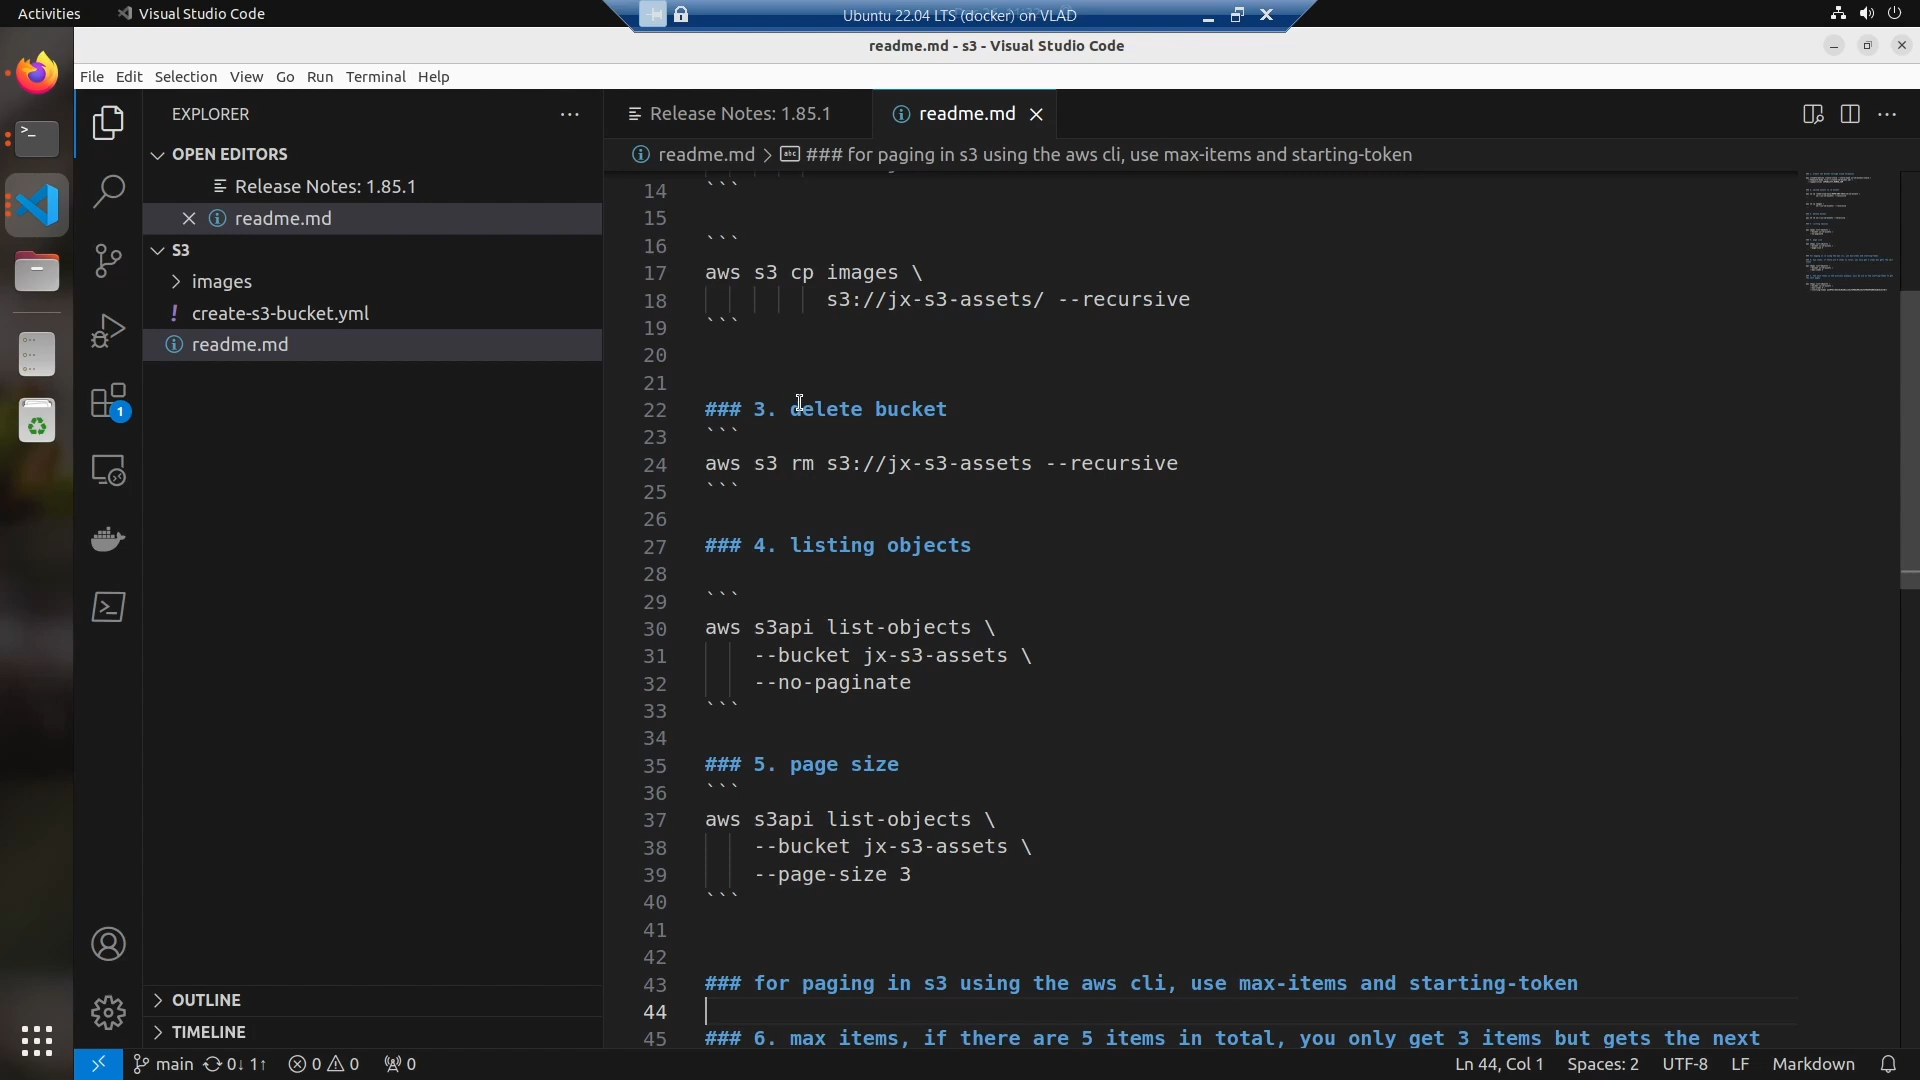 Activities
Visual Studio Code
Ubuntu 22.04 LTS (docker) on VLAD
readme.md - s3 - Visual Studio Code
File Edit Selection View Go Run Terminal Help
EXPLORER
OPEN EDITORS
Release Notes: 1.85.1
readme.md
S3
images
! create-s3-bucket.yml
readme.md
1
OUTLINE
TIMELINE
Release Notes: 1.85.1
readme.md
readme.md > ### for paging in s3 using the aws cli, use max-items and starting-token
14 ```
15
16 ```
17 aws s3 cp images \
18 s3://jx-s3-assets/ --recursive
19 ```
20
21
22 ### 3. delete bucket
23 ```
24 aws s3 rm s3://jx-s3-assets --recursive
25 ```
26
27 ### 4. listing objects
28
29 ```
30 aws s3api list-objects \
31 --bucket jx-s3-assets \
32 --no-paginate
33 ```
34
35 ### 5. page size
36 ```
37 aws s3api list-objects \
38 --bucket jx-s3-assets \
39 --page-size 3
40 ```
41
42
43 ### for paging in s3 using the aws cli, use max-items and starting-token
44
45 ### 6. max items, if there are 5 items in total, you only get 3 items but gets the next
main 0↓ 1↑ 0 0 0
Ln 44, Col 1 Spaces: 2 UTF-8 LF Markdown